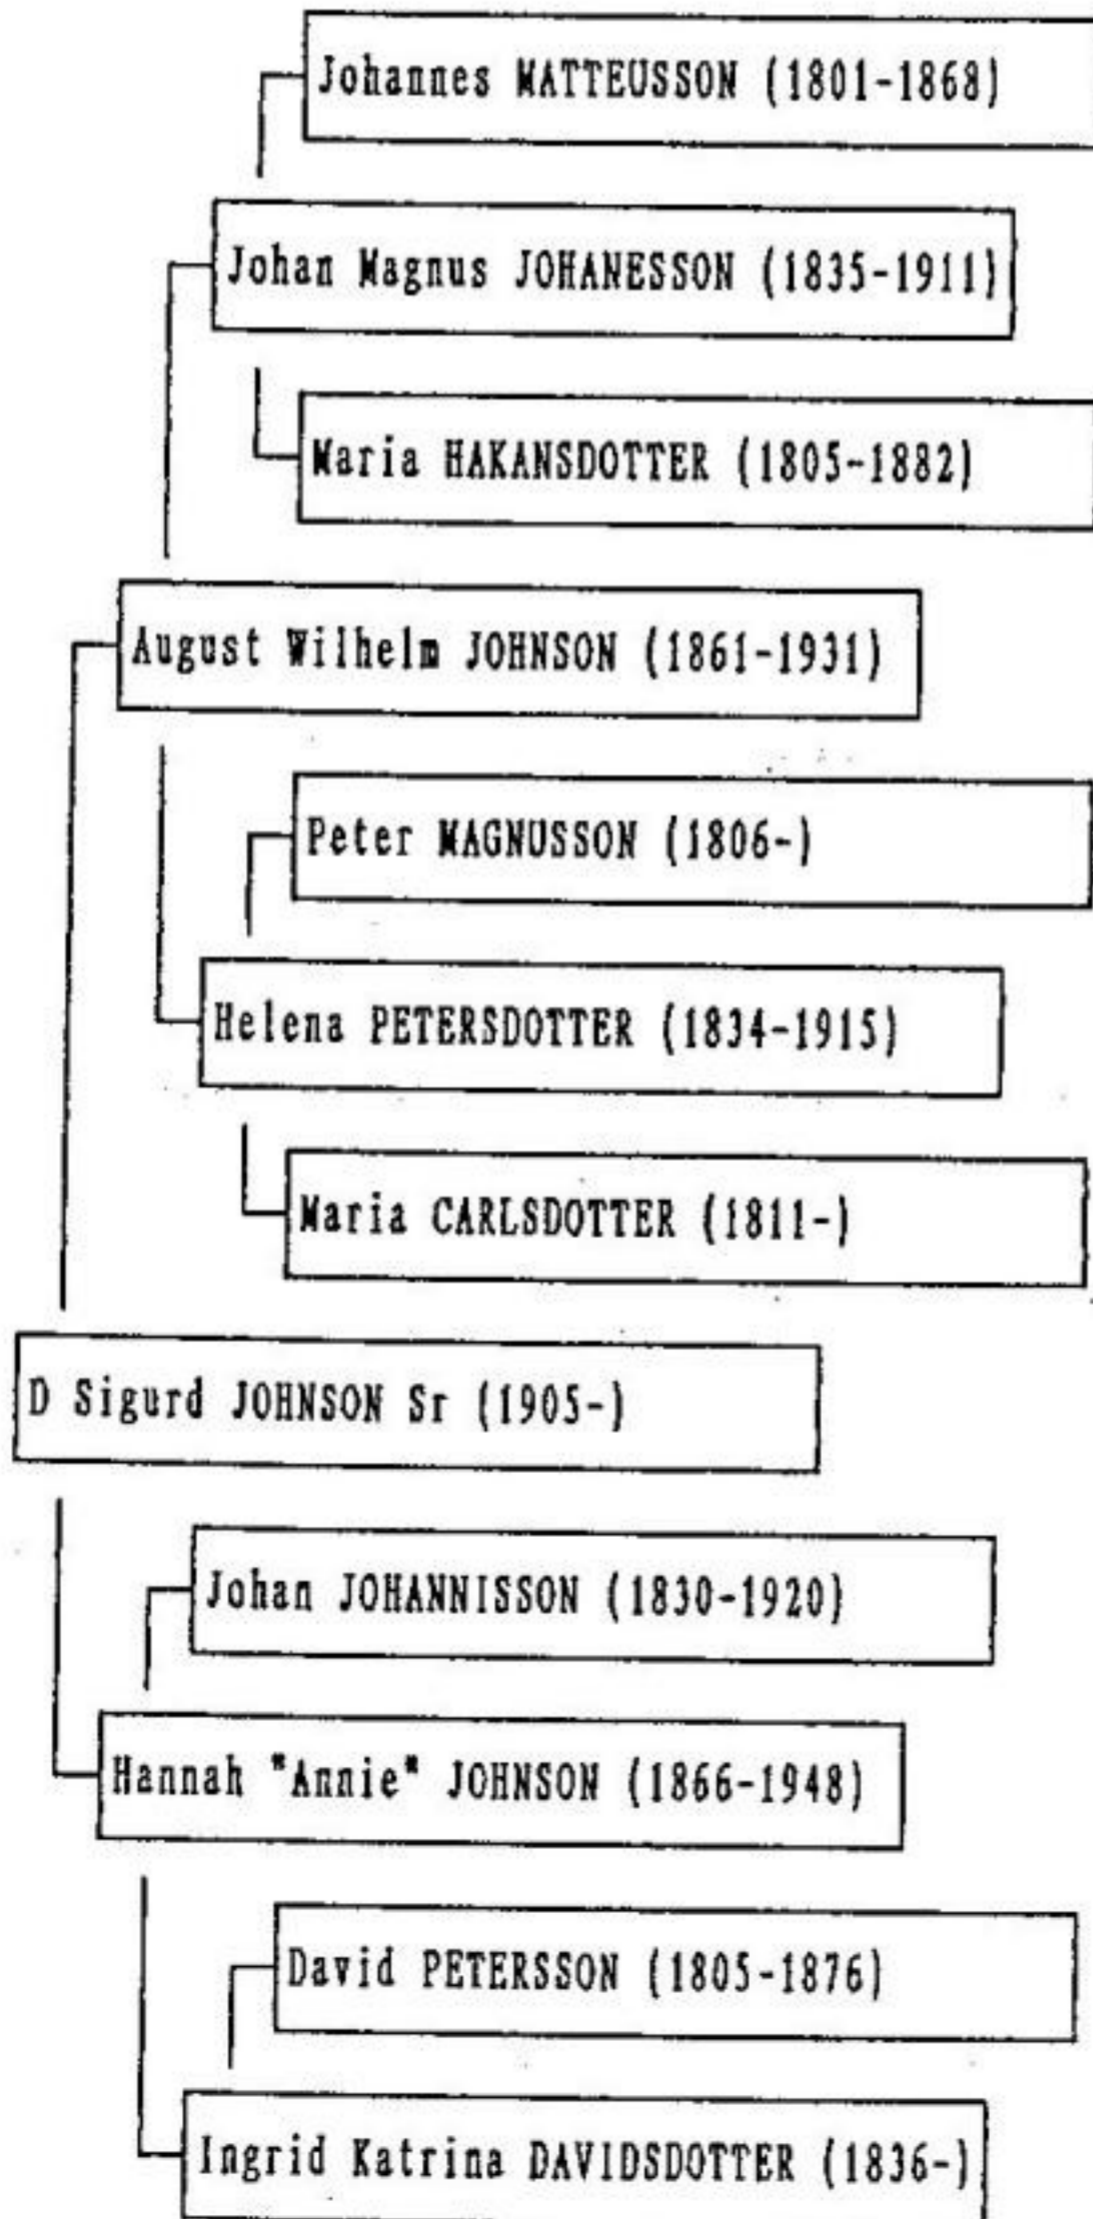 Johannes MATTEUSSON (1801-1868)
Johan Magnus JOHANESSON (1835-1911)
Maria HAKANSDOTTER (1805-1882)
August Wilhelm JOHNSON (1861-1931)
Peter MAGNUSSON (1806-)
Helena PETERSDOTTER (1834-1915)
Maria CARLSDOTTER (1811-)
D Sigurd JOHNSON Sr (1905-)
Johan JOHANNISSON (1830-1920)
Hannah "Annie" JOHNSON (1866-1948)
David PETERSSON (1805-1876)
Ingrid Katrina DAVIDSDOTTER (1836-)